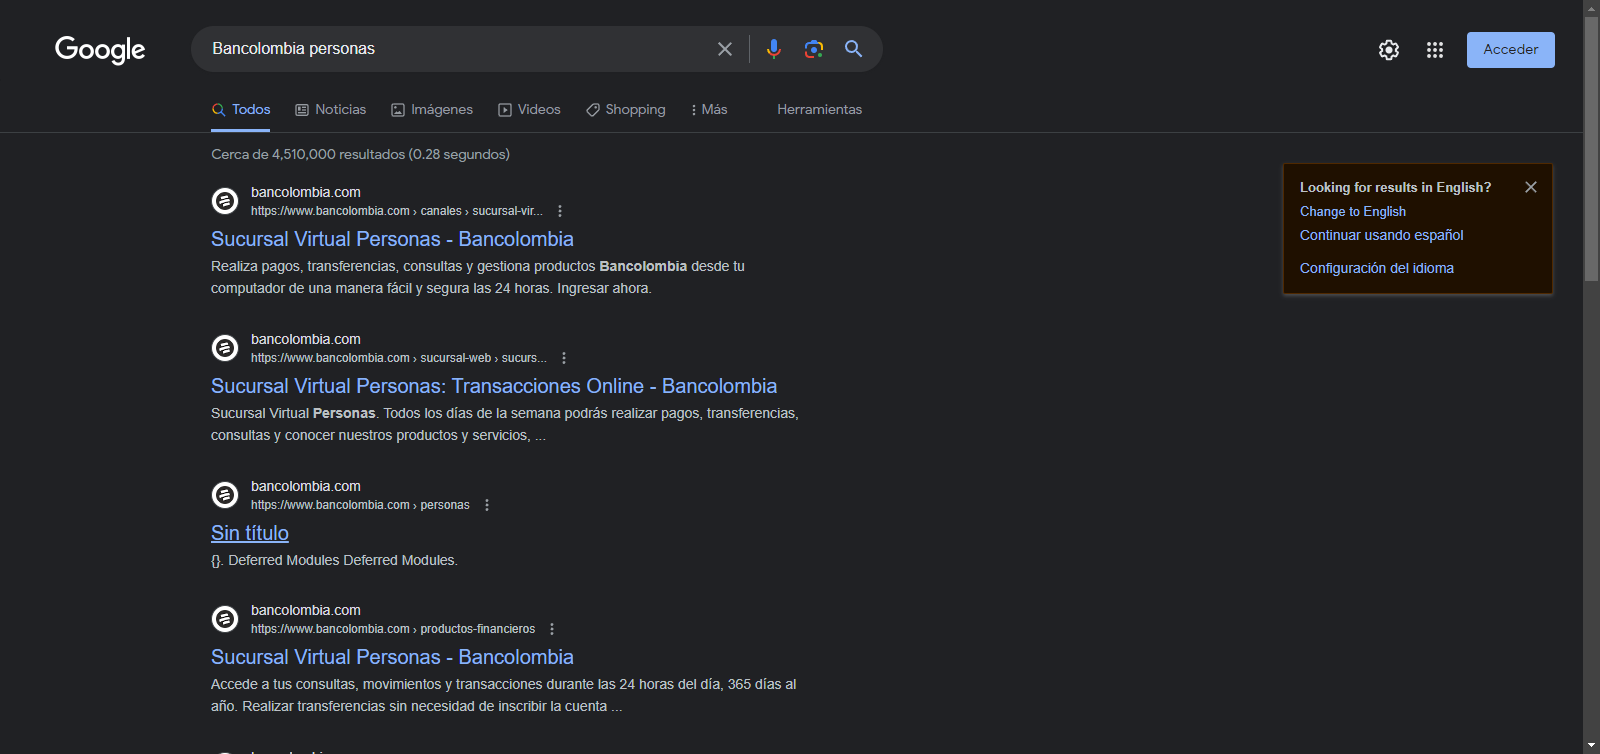 Google
Bancolombia personas
Acceder
Todos
Noticias
Imágenes
Videos
Shopping
Más
Herramientas
Cerca de 4,510,000 resultados (0.28 segundos)
bancolombia.com
https://www.bancolombia.com › canales › sucursal-vir...
Sucursal Virtual Personas - Bancolombia
Realiza pagos, transferencias, consultas y gestiona productos Bancolombia desde tu
computador de una manera fácil y segura las 24 horas. Ingresar ahora.
bancolombia.com
https://www.bancolombia.com › sucursal-web › sucurs...
Sucursal Virtual Personas: Transacciones Online - Bancolombia
Sucursal Virtual Personas. Todos los días de la semana podrás realizar pagos, transferencias,
consultas y conocer nuestros productos y servicios, ...
bancolombia.com
https://www.bancolombia.com › personas
Sin título
{}. Deferred Modules Deferred Modules.
bancolombia.com
https://www.bancolombia.com › productos-financieros
Sucursal Virtual Personas - Bancolombia
Accede a tus consultas, movimientos y transacciones durante las 24 horas del día, 365 días al
año. Realizar transferencias sin necesidad de inscribir la cuenta ...
Looking for results in English?
Change to English
Continuar usando español
Configuración del idioma